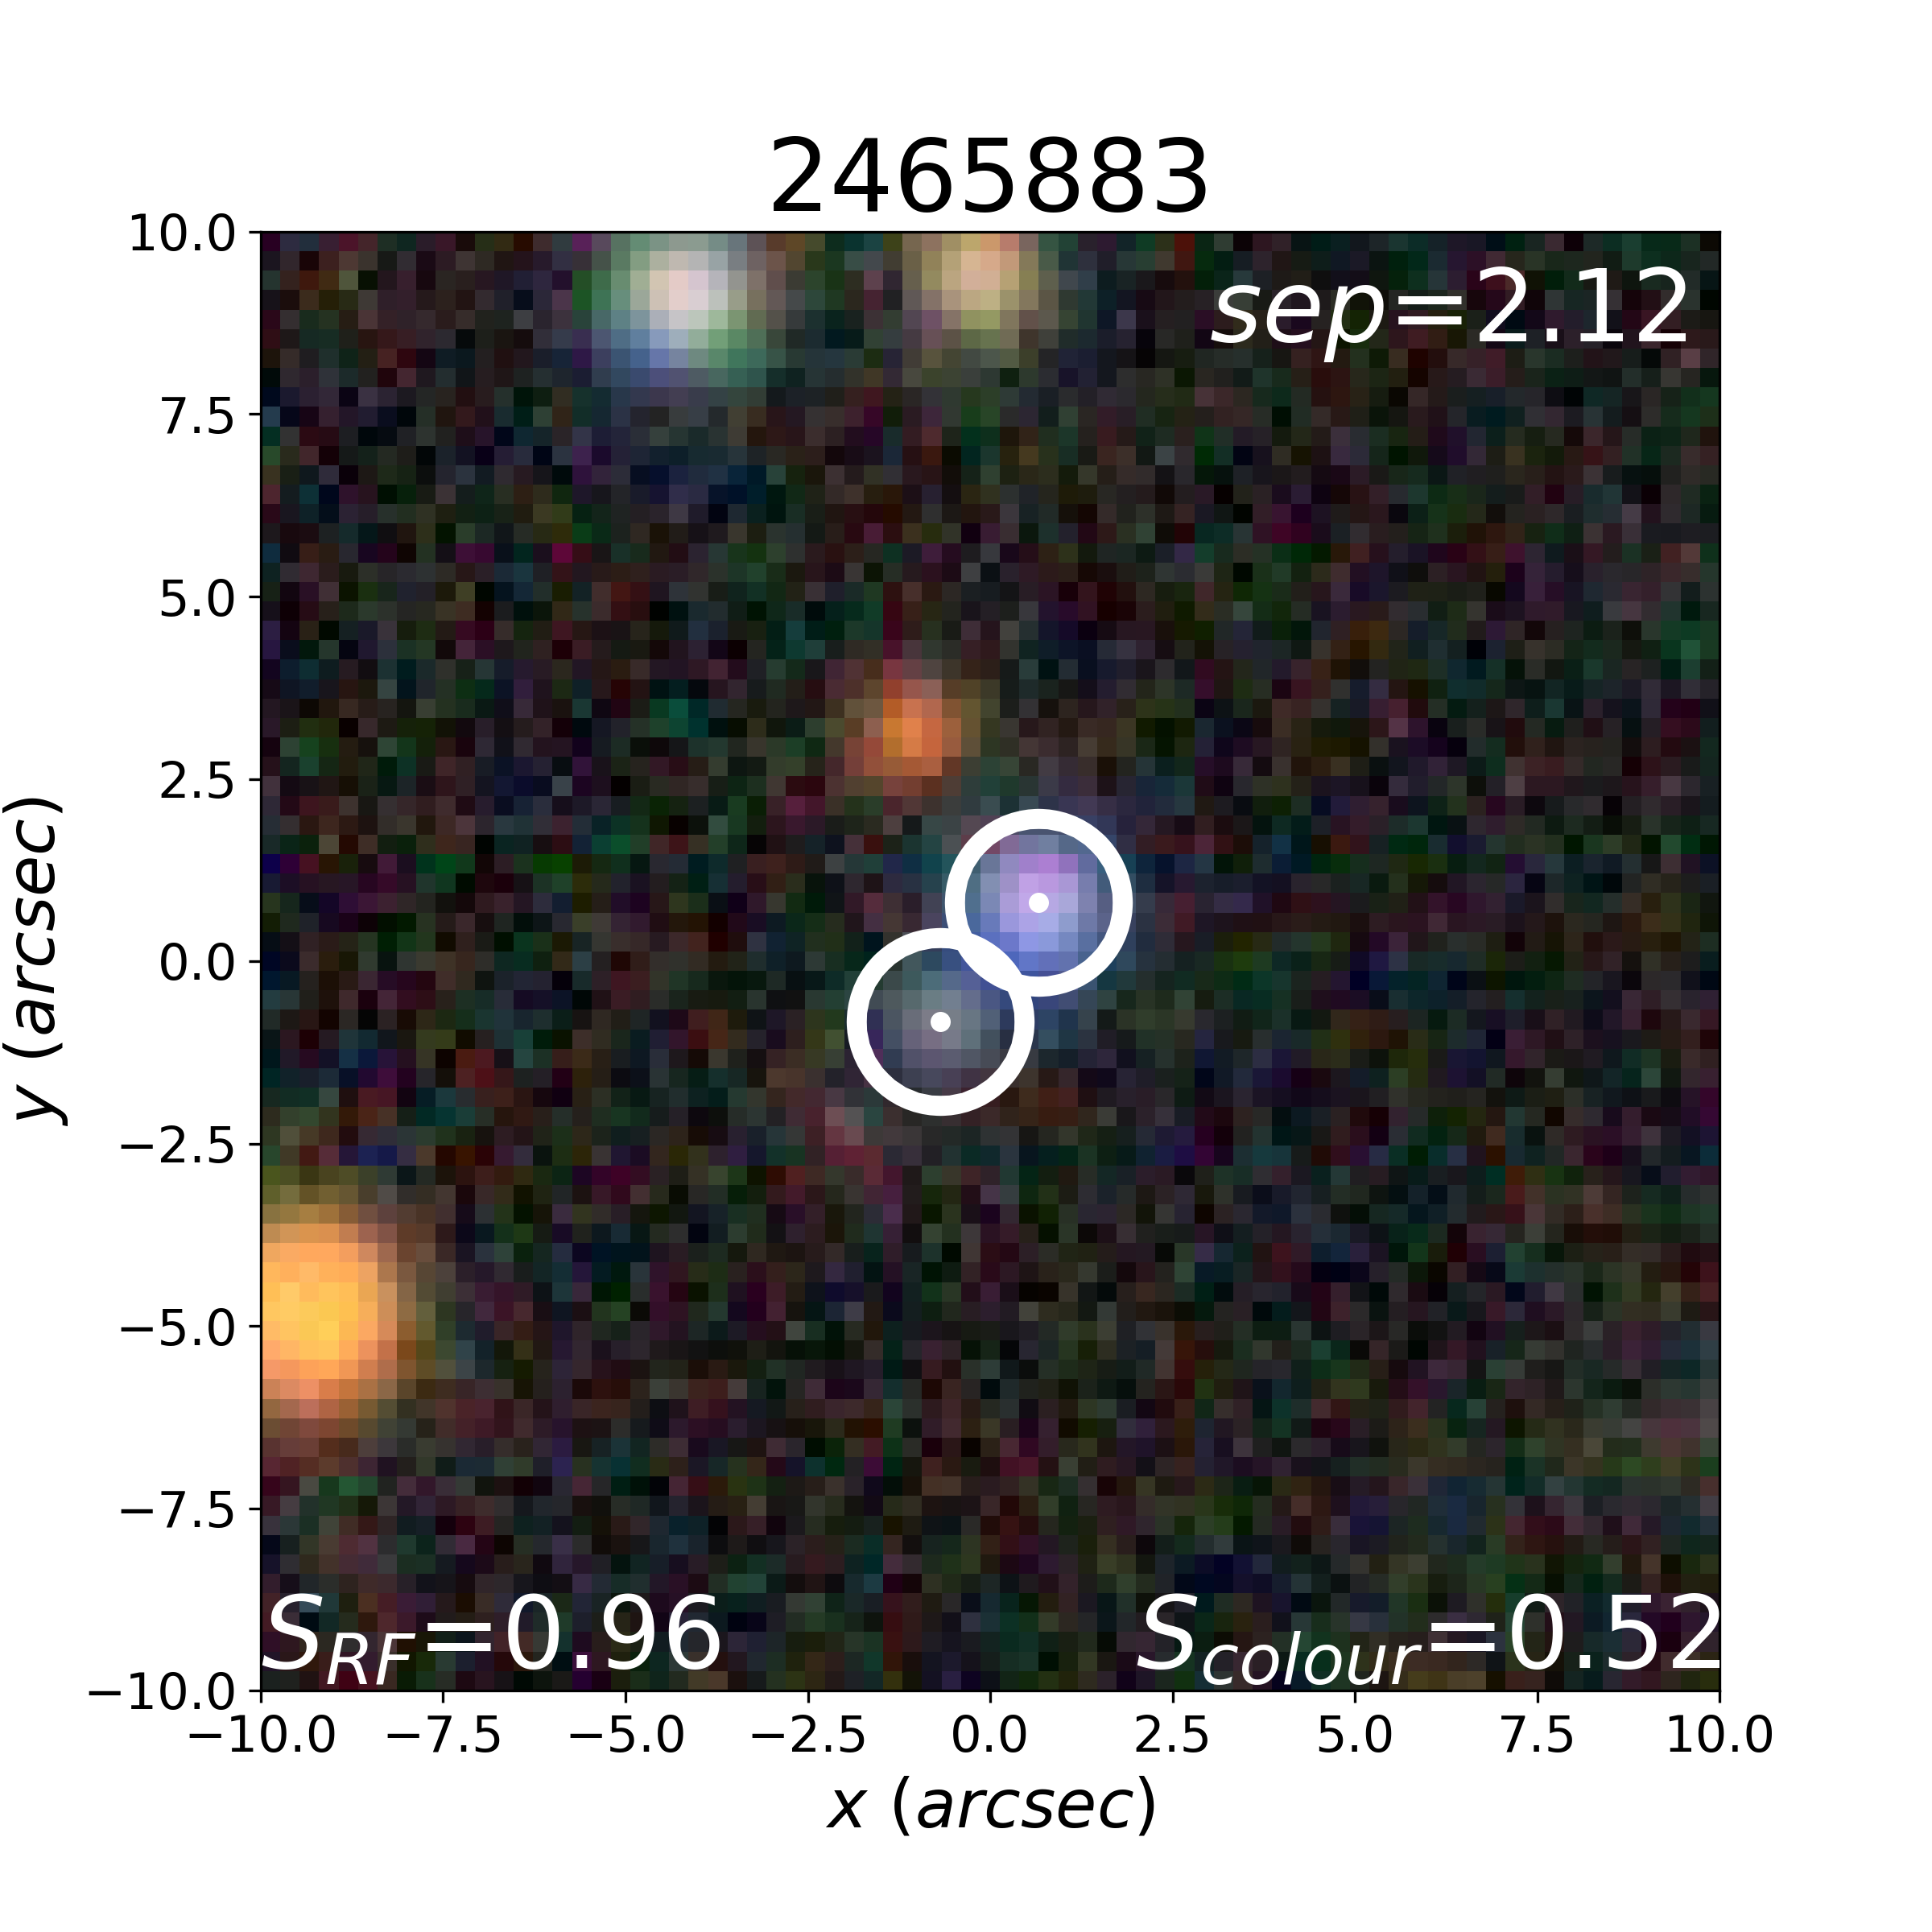 2465883
sep=2.12
10.0
7.5
5.0
2.5
0.0
−2.5
−5.0
−7.5
−10.0
y (arcsec)
S_RF=0.96
S_colour=0.52
−10.0 −7.5 −5.0 −2.5 0.0 2.5 5.0 7.5 10.0
x (arcsec)